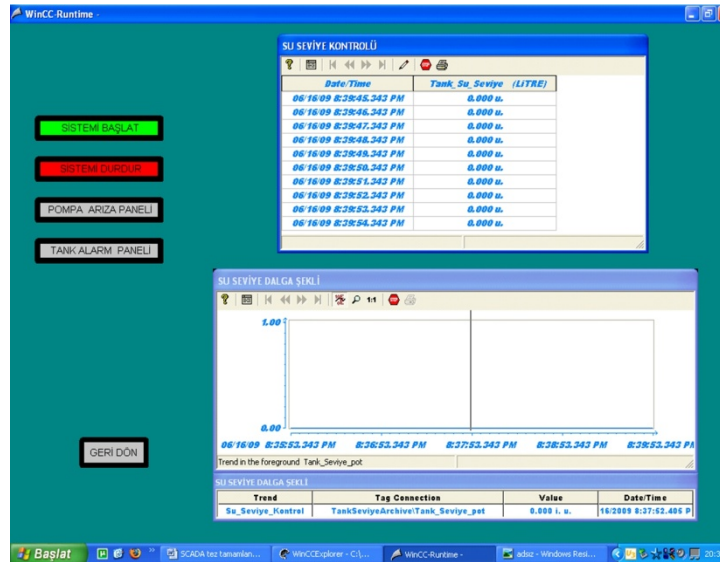 WinCC-Runtime -
SU SEVİYE KONTROLÜ
Date/Time Tank_Su_Seviye (LiTRE)
06/16/09 8:39:45.343 PM 0.000 u.
06/16/09 8:39:46.343 PM 0.000 u.
06/16/09 8:39:47.343 PM 0.000 u.
06/16/09 8:39:48.343 PM 0.000 u.
06/16/09 8:39:49.343 PM 0.000 u.
06/16/09 8:39:50.343 PM 0.000 u.
06/16/09 8:39:51.343 PM 0.000 u.
06/16/09 8:39:52.343 PM 0.000 u.
06/16/09 8:39:53.343 PM 0.000 u.
06/16/09 8:39:54.343 PM 0.000 u.
SİSTEMİ BAŞLAT
SİSTEMİ DURDUR
POMPA ARIZA PANELİ
TANK ALARM PANELİ
GERİ DÖN
SU SEVİYE DALGA ŞEKLİ
1:1
1.00
0.00
06/16/09 8:35:53.343 PM 8:36:53.343 PM 8:37:53.343 PM 8:38:53.343 PM 8:39:53.343 PM
Trend in the foreground Tank_Seviye_pot
SU SEVİYE DALGA ŞEKLİ
Trend Tag Connection Value Date/Time
Su_Seviye_Kontrol TankSeviyeArchive\Tank_Seviye_pot 0.000 i. u. 16/2009 8:37:52.406 P
Başlat SCADA tez tamamlan... WinCCExplorer - C:\... WinCC-Runtime - adsız - Windows Resi... 20:3